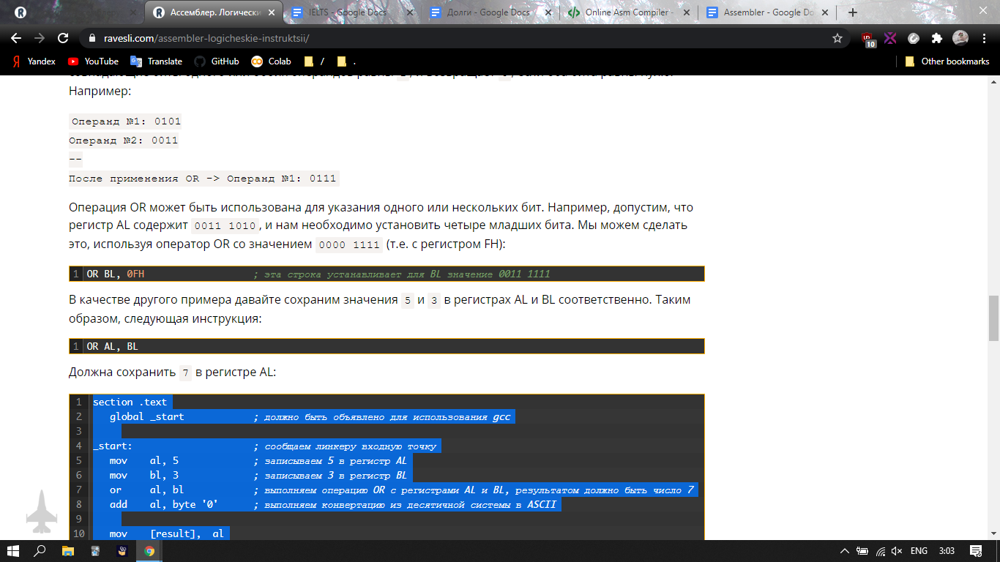 Ассемблер. Логически
IELTS - Google Docs
Долги - Google Docs
Online Asm Compiler -
Assembler - Google Do
ravesli.com/assembler-logicheskie-instruktsii/
10
Yandex
YouTube
Translate
GitHub
Colab
/
.
Other bookmarks
Например:
Операнд №1: 0101
Операнд №2: 0011
--
После применения OR -> Операнд №1: 0111
Операция OR может быть использована для указания одного или нескольких бит. Например, допустим, что
регистр AL содержит 0011 1010, и нам необходимо установить четыре младших бита. Мы можем сделать
это, используя оператор OR со значением 0000 1111 (т.е. с регистром FH):
1 OR BL, 0FH ; эта строка устанавливает для BL значение 0011 1111
В качестве другого примера давайте сохраним значения 5 и 3 в регистрах AL и BL соответственно. Таким
образом, следующая инструкция:
1 OR AL, BL
Должна сохранить 7 в регистре AL:
1 section .text
2 global _start ; должно быть объявлено для использования gcc
3
4 _start: ; сообщаем линкеру входную точку
5 mov al, 5 ; записываем 5 в регистр AL
6 mov bl, 3 ; записываем 3 в регистр BL
7 or al, bl ; выполняем операцию OR с регистрами AL и BL, результатом должно быть число 7
8 add al, byte '0' ; выполняем конвертацию из десятичной системы в ASCII
9
10 mov [result], al
ENG
3:03